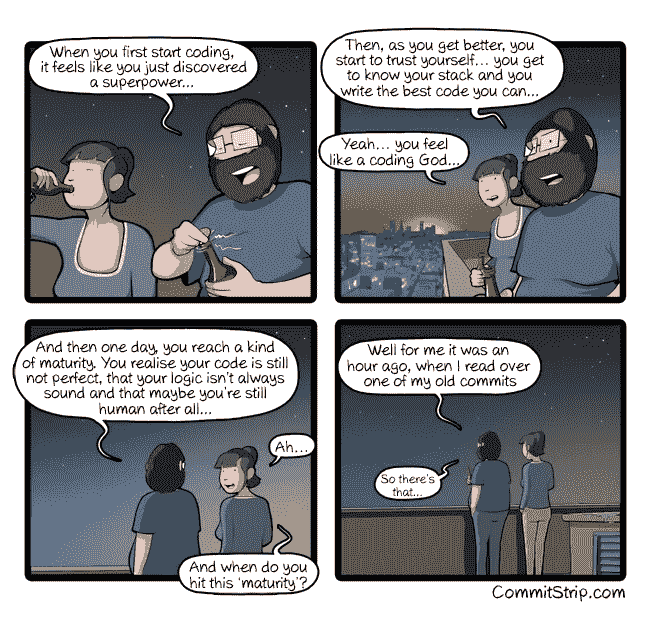 When you first start coding,
it feels like you just discovered
a superpower...
Then, as you get better, you
start to trust yourself... you get
to know your stack and you
write the best code you can...
Yeah... you feel
like a coding God...
And then one day, you reach a kind
of maturity. You realise your code is still
not perfect, that your logic isn't always
sound and that maybe you're still
human after all...
Ah...
And when do you
hit this 'maturity'?
Well for me it was an
hour ago, when I read over
one of my old commits
So there's
that...
CommitStrip.com